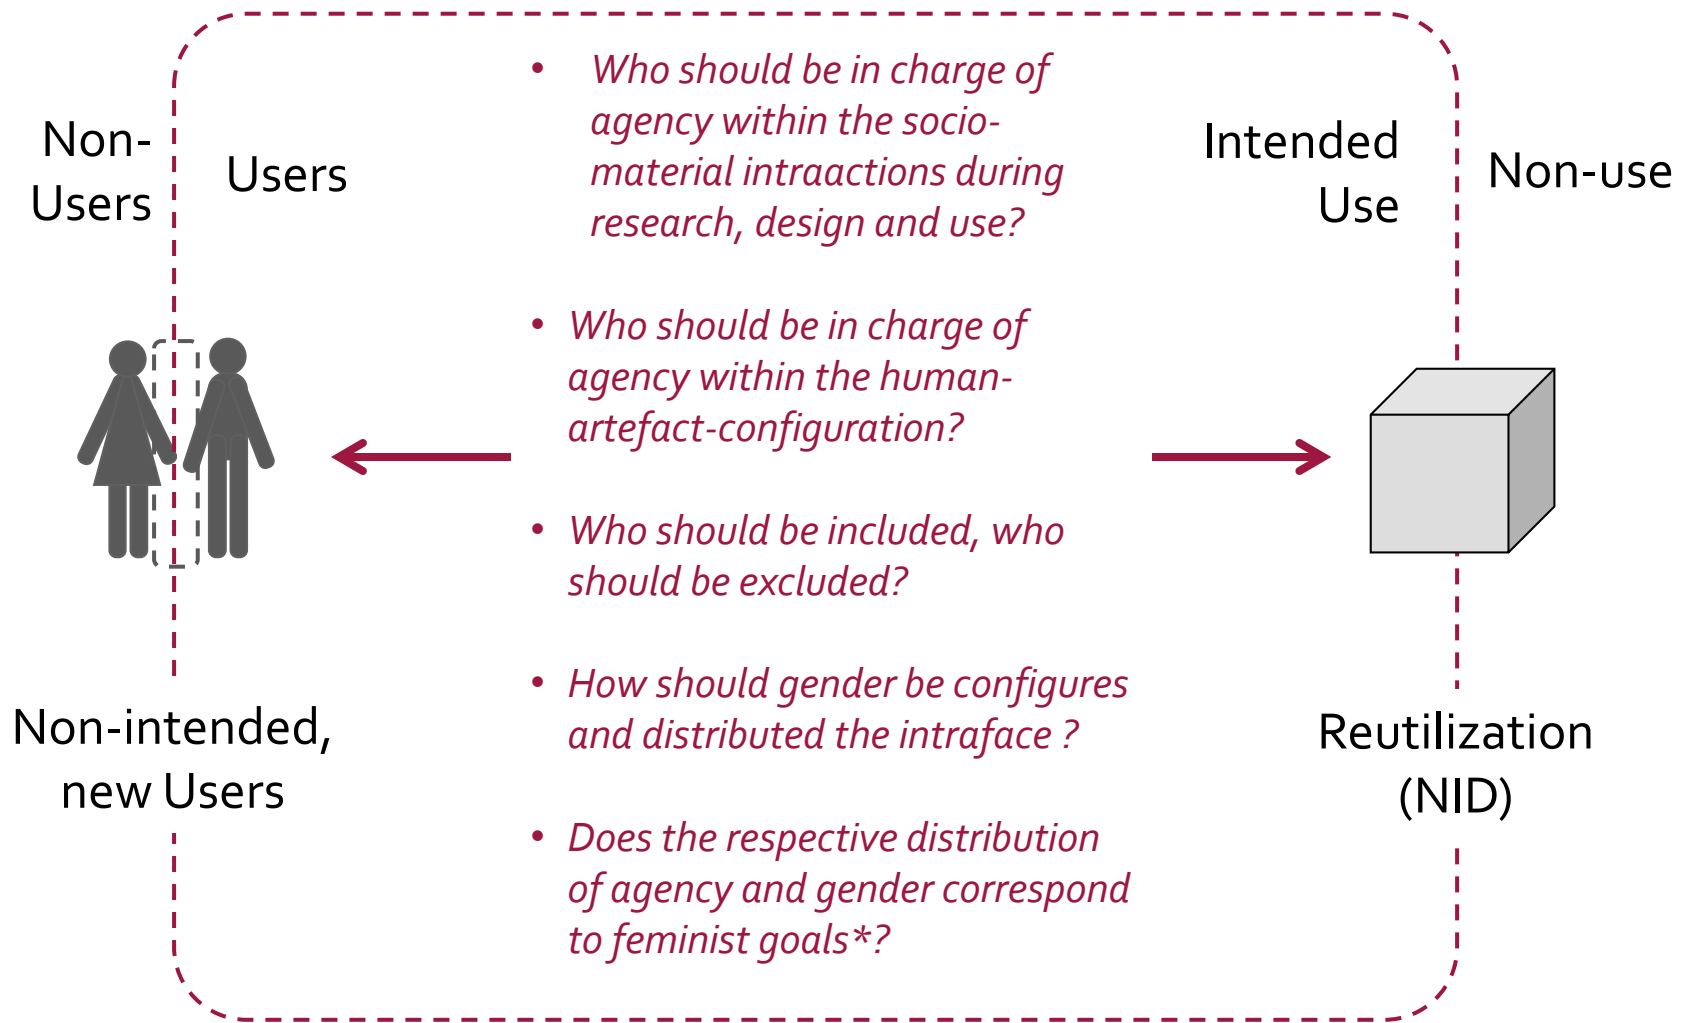 Non-
Users
Users
• Who should be in charge of
agency within the socio-
material intraactions during
research, design and use?
• Who should be in charge of
agency within the human-
artefact-configuration?
• Who should be included, who
should be excluded?
• How should gender be configures
and distributed the intraface ?
• Does the respective distribution
of agency and gender correspond
to feminist goals*?
Intended
Use
Non-use
Non-intended,
new Users
Reutilization
(NID)